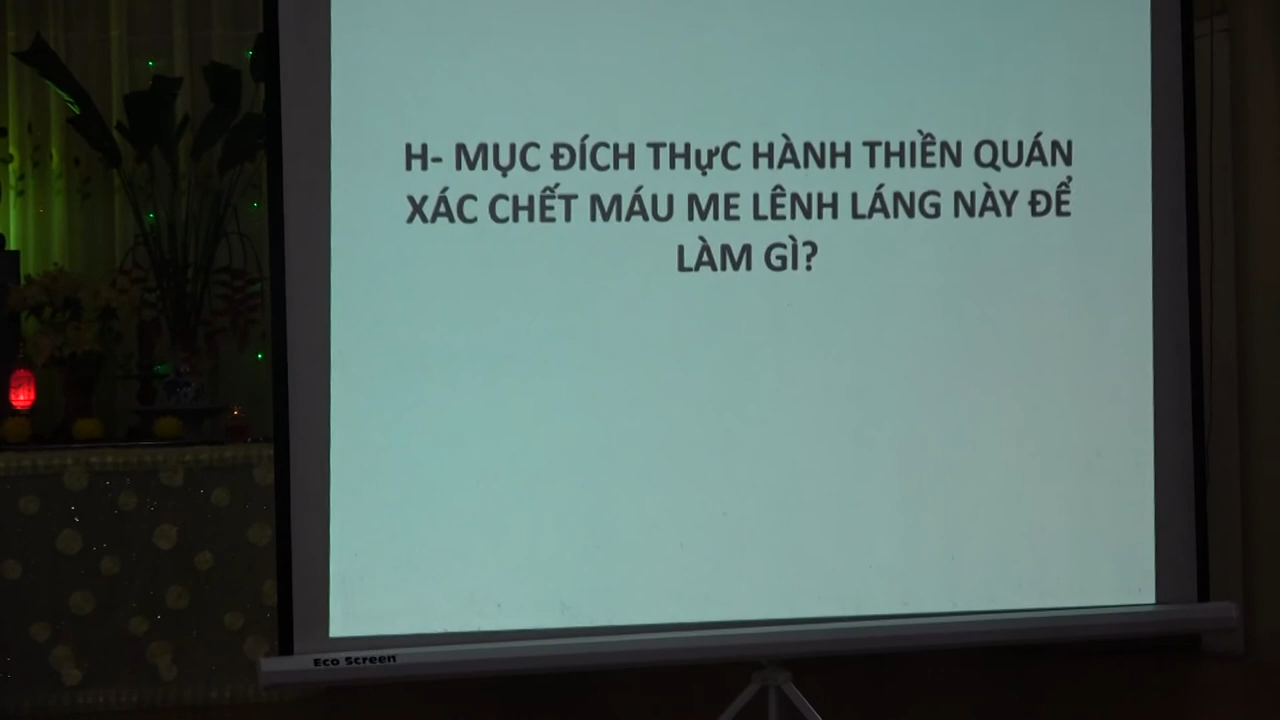 H- MỤC ĐÍCH THựC HÀNH THIỀN QUÁN
XÁC CHẾT MÁU ME LÊNH LÁNG NÀY ĐỂ
LÀM GÌ?
Eco Screen